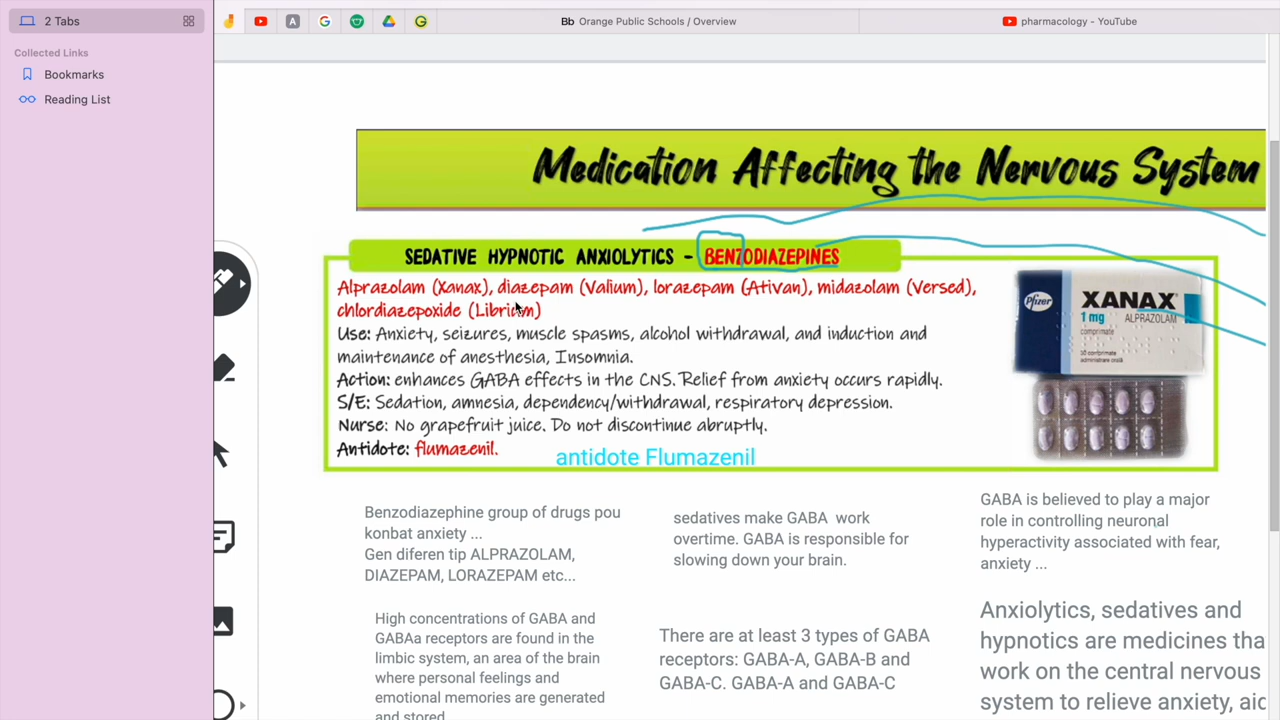 2 Tabs
Collected Links
Bookmarks
Reading List
A
G
Bb Orange Public Schools / Overview
pharmacology - YouTube
Medication Affecting the Nervous System
SEDATIVE HYPNOTIC ANXIOLYTICS - BENZODIAZEPINES
Alprazolam (Xanax), diazepam (Valium), lorazepam (Ativan), midazolam (Versed),
chlordiazepoxide (Librium)
Use: Anxiety, seizures, muscle spasms, alcohol withdrawal, and induction and
maintenance of anesthesia, Insomnia.
Action: enhances GABA effects in the CNS. Relief from anxiety occurs rapidly.
S/E: Sedation, amnesia, dependency/withdrawal, respiratory depression.
Nurse: No grapefruit juice. Do not discontinue abruptly.
Antidote: flumazenil.
antidote Flumazenil
Pfizer
XANAX
1 mg
ALPRAZOLAM
comprimate
30 comprimate
administrare orală
Benzodiazephine group of drugs pou
konbat anxiety ...
Gen diferen tip ALPRAZOLAM,
DIAZEPAM, LORAZEPAM etc...
sedatives make GABA work
overtime. GABA is responsible for
slowing down your brain.
GABA is believed to play a major
role in controlling neuronal
hyperactivity associated with fear,
anxiety ...
High concentrations of GABA and
GABAa receptors are found in the
limbic system, an area of the brain
where personal feelings and
emotional memories are generated
and stored.
There are at least 3 types of GABA
receptors: GABA-A, GABA-B and
GABA-C. GABA-A and GABA-C
Anxiolytics, sedatives and
hypnotics are medicines tha
work on the central nervous
system to relieve anxiety, aid